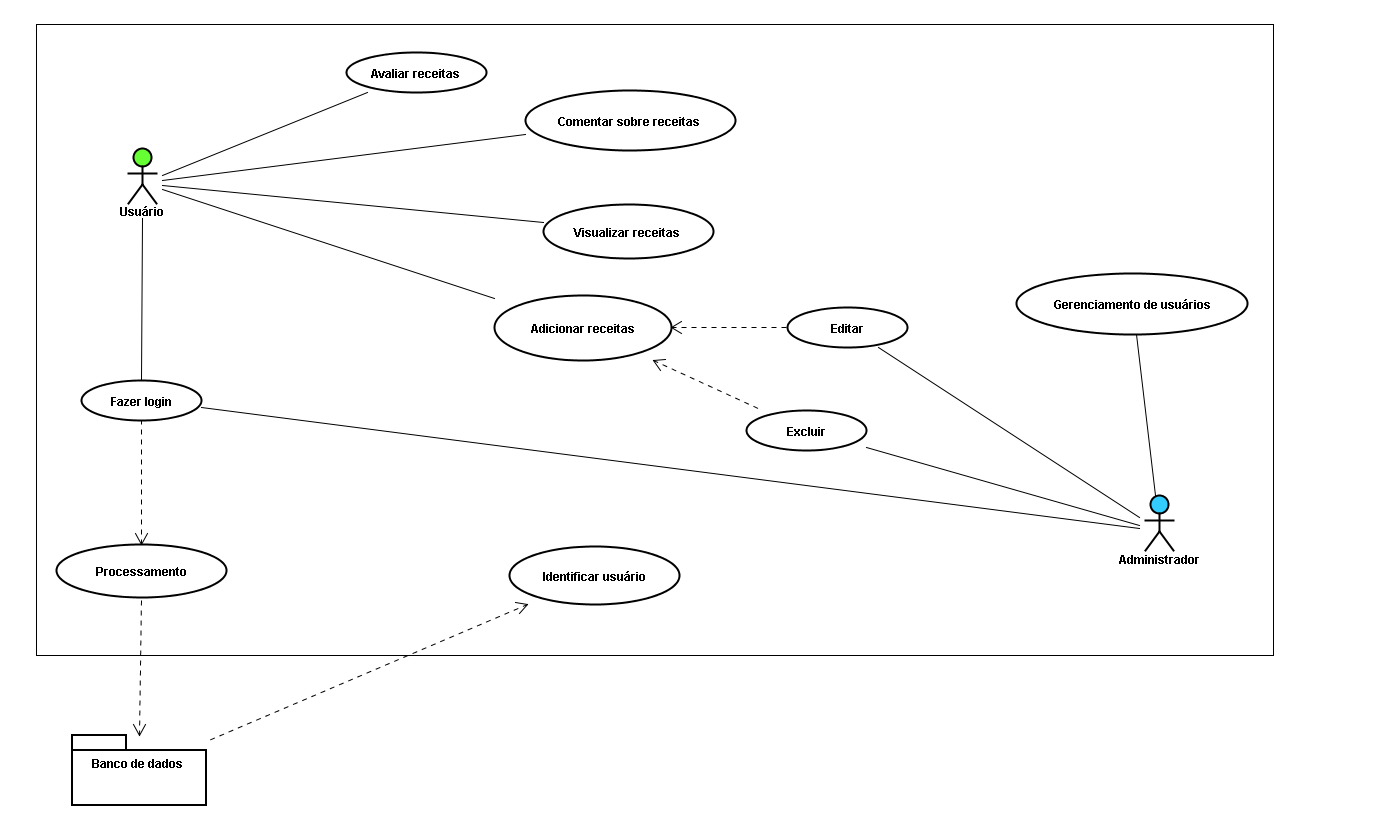 Avaliar receitas
Comentar sobre receitas
Usuário
Visualizar receitas
Gerenciamento de usuários
Adicionar receitas
Editar
Fazer login
Excluir
Administrador
Processamento
Identificar usuário
Banco de dados